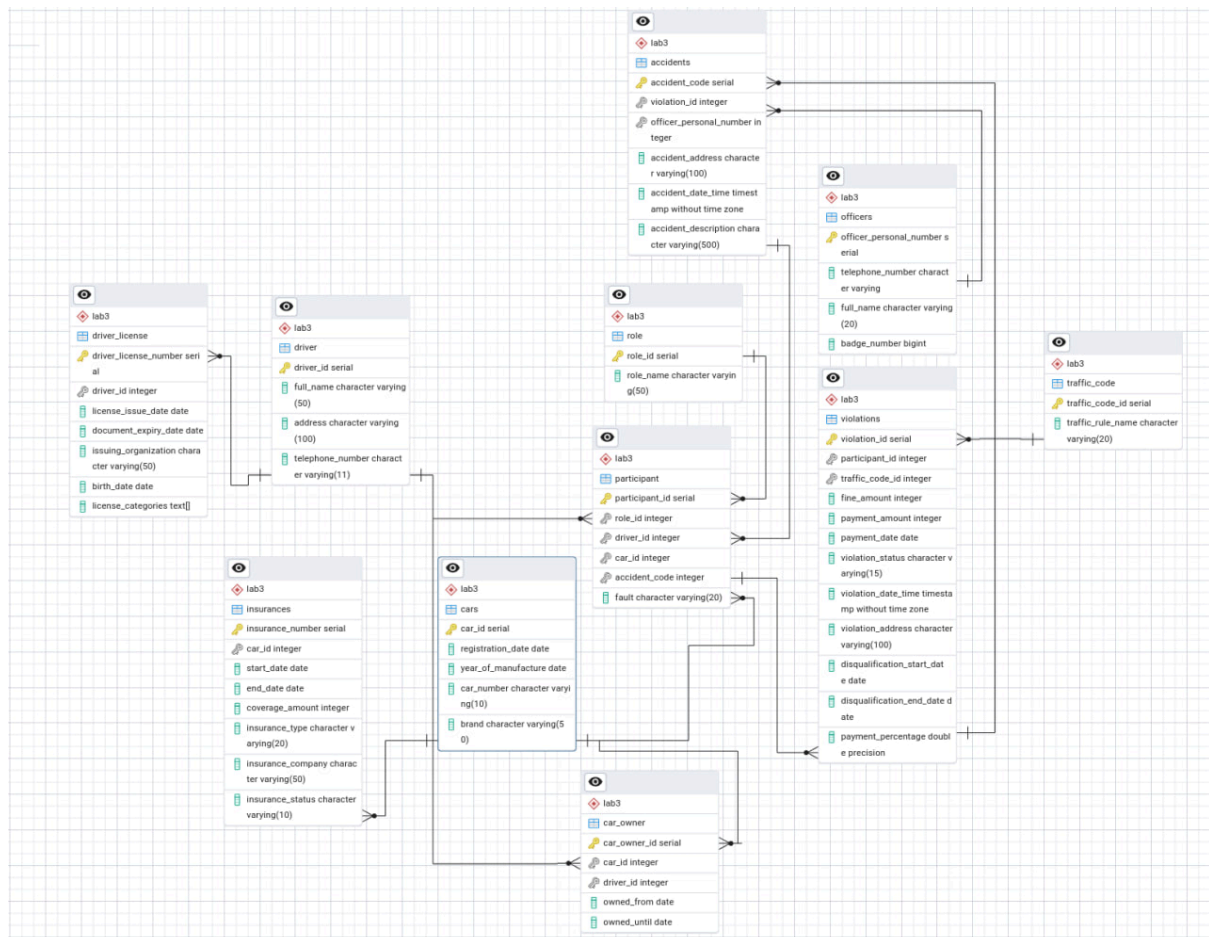 lab3
accidents
accident_code serial
violation_id integer
officer_personal_number in
teger
accident_address characte
r varying(100)
accident_date_time timest
amp without time zone
accident_description chara
cter varying(500)
lab3
officers
officer_personal_number s
erial
telephone_number charact
er varying
full_name character varying
(20)
badge_number bigint
lab3
driver_license
driver_license_number seri
al
driver_id integer
license_issue_date date
document_expiry_date date
issuing_organization chara
cter varying(50)
birth_date date
license_categories text[]
lab3
driver
driver_id serial
full_name character varying
(50)
address character varying
(100)
telephone_number charact
er varying(11)
lab3
role
role_id serial
role_name character varyin
g(50)
lab3
traffic_code
traffic_code_id serial
traffic_rule_name character
varying(20)
lab3
violations
violation_id serial
participant_id integer
traffic_code_id integer
fine_amount integer
payment_amount integer
payment_date date
violation_status character v
arying(15)
violation_date_time timesta
mp without time zone
violation_address character
varying(100)
disqualification_start_dat
e date
disqualification_end_date d
ate
payment_percentage doubl
e precision
lab3
participant
participant_id serial
role_id integer
driver_id integer
car_id integer
accident_code integer
fault character varying(20)
lab3
insurances
insurance_number serial
car_id integer
start_date date
end_date date
coverage_amount integer
insurance_type character v
arying(20)
insurance_company charac
ter varying(50)
insurance_status character
varying(10)
lab3
cars
car_id serial
registration_date date
year_of_manufacture date
car_number character varyi
ng(10)
brand character varying(5
0)
lab3
car_owner
car_owner_id serial
car_id integer
driver_id integer
owned_from date
owned_until date